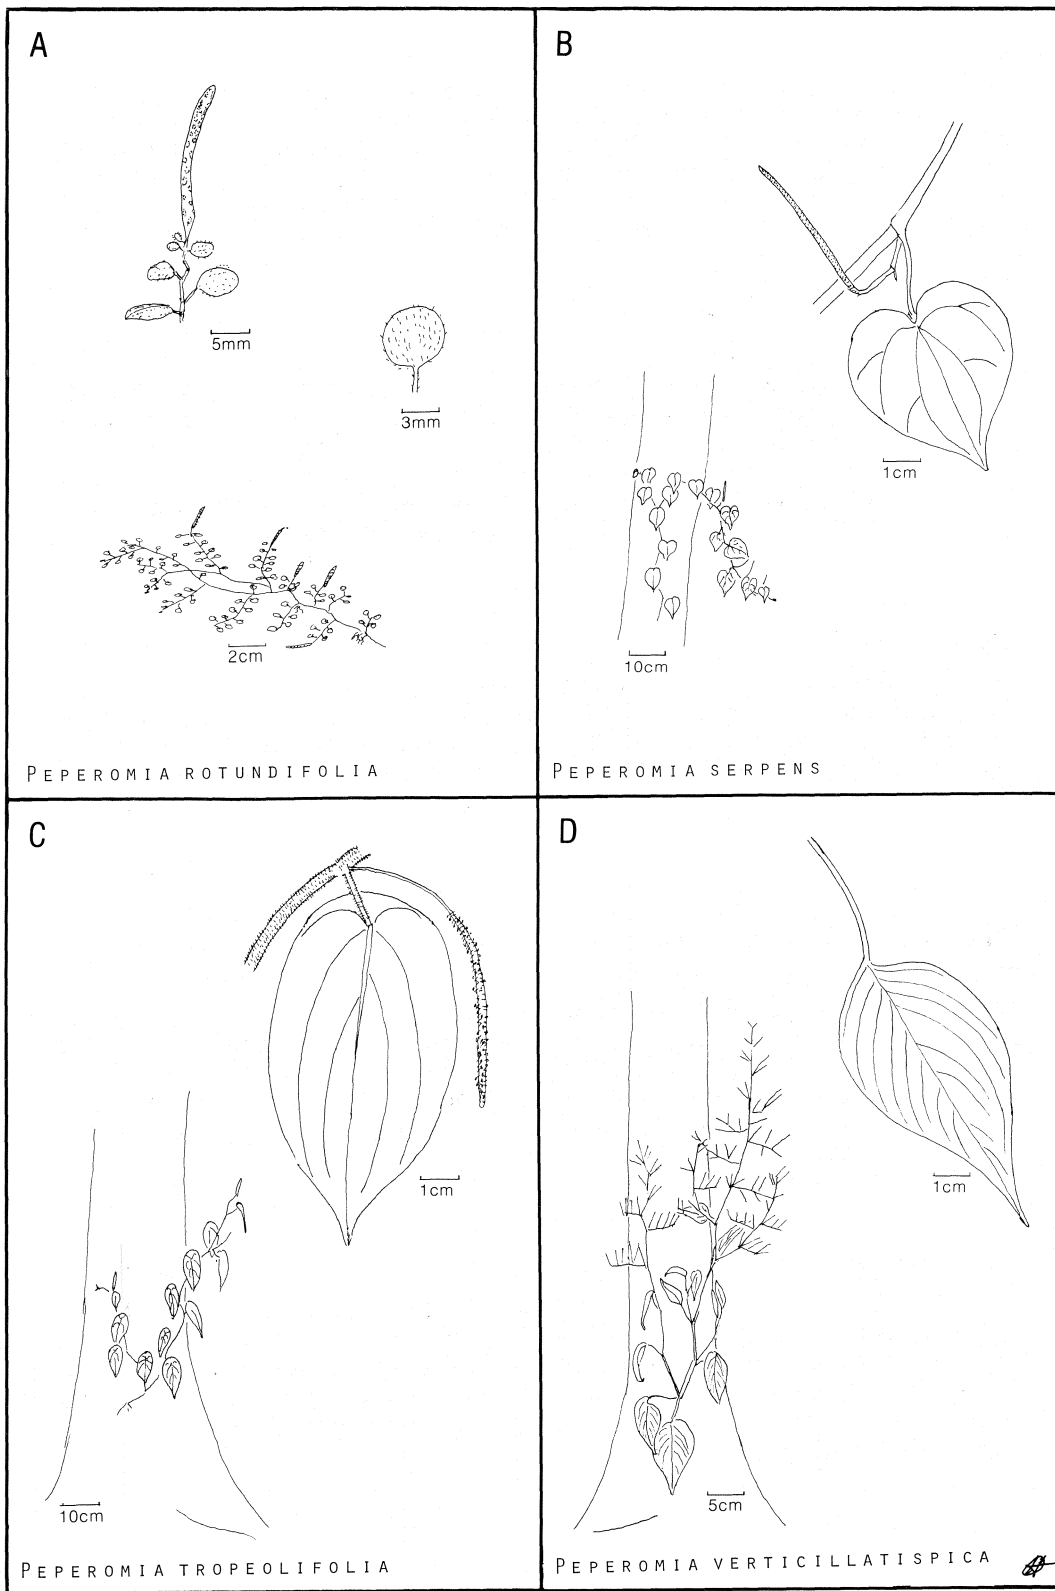 A
5mm
3mm
2cm
PEPEROMIA ROTUNDIFOLIA
B
1cm
10cm
PEPEROMIA SERPENS
C
1cm
10cm
PEPEROMIA TROPEOLIFOLIA
D
1cm
5cm
PEPEROMIA VERTICILLATISPICA